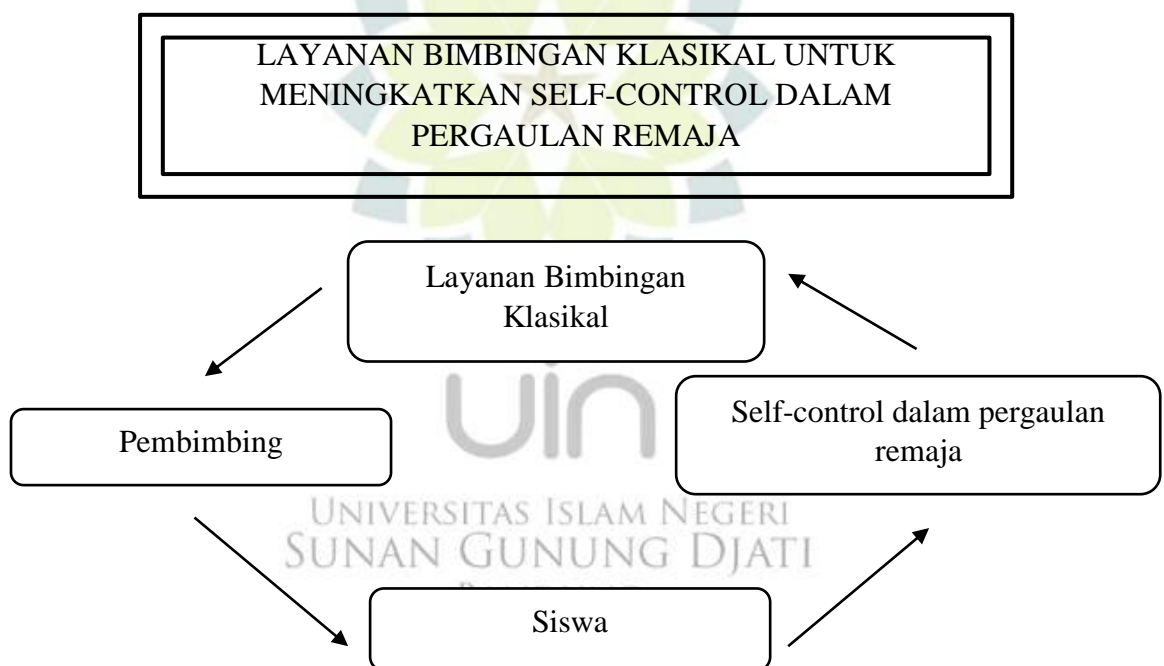 LAYANAN BIMBINGAN KLASIKAL UNTUK
MENINGKATKAN SELF-CONTROL DALAM
PERGAULAN REMAJA
Layanan Bimbingan
Klasikal
uin
Self-control dalam pergaulan
remaja
Pembimbing
UNIVERSITAS ISLAM NEGERI
SUNAN GUNUNG DJATI
Siswa